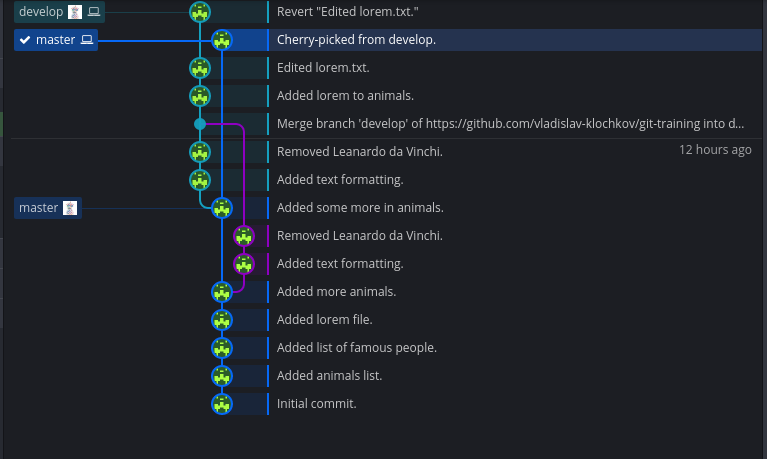 develop Revert "Edited lorem.txt."
master Cherry-picked from develop.
Edited lorem.txt.
Added lorem to animals.
Merge branch 'develop' of https://github.com/vladislav-klochkov/git-training into d...
Removed Leanardo da Vinchi. 12 hours ago
Added text formatting.
master Added some more in animals.
Removed Leanardo da Vinchi.
Added text formatting.
Added more animals.
Added lorem file.
Added list of famous people.
Added animals list.
Initial commit.